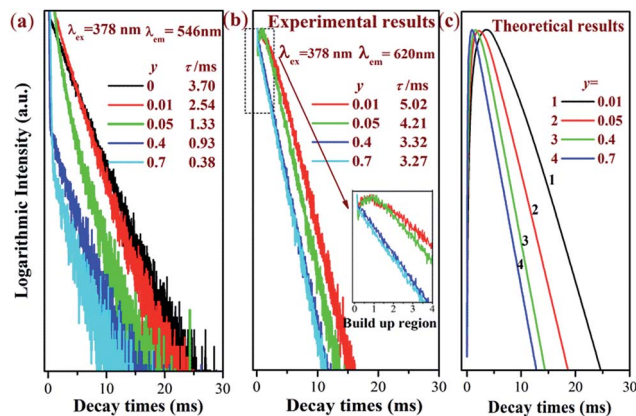 Logarithmic Intensity (a.u.)
(a)
λex =378 nm λem = 546nm
y τ /ms
0 3.70
0.01 2.54
0.05 1.33
0.4 0.93
0.7 0.38
0 10 20 30
Decay times (ms)
(b) Experimental results
λex=378 nm λem =620nm
y τ /ms
0.01 5.02
0.05 4.21
0.4 3.32
0.7 3.27
0 1 2 3 4
Build up region
0 10 20 30
Decay times (ms)
(c) Theoretical results
y=
1 0.01
2 0.05
3 0.4
4 0.7
1
2
3
4
0 10 20 30
Decay times (ms)